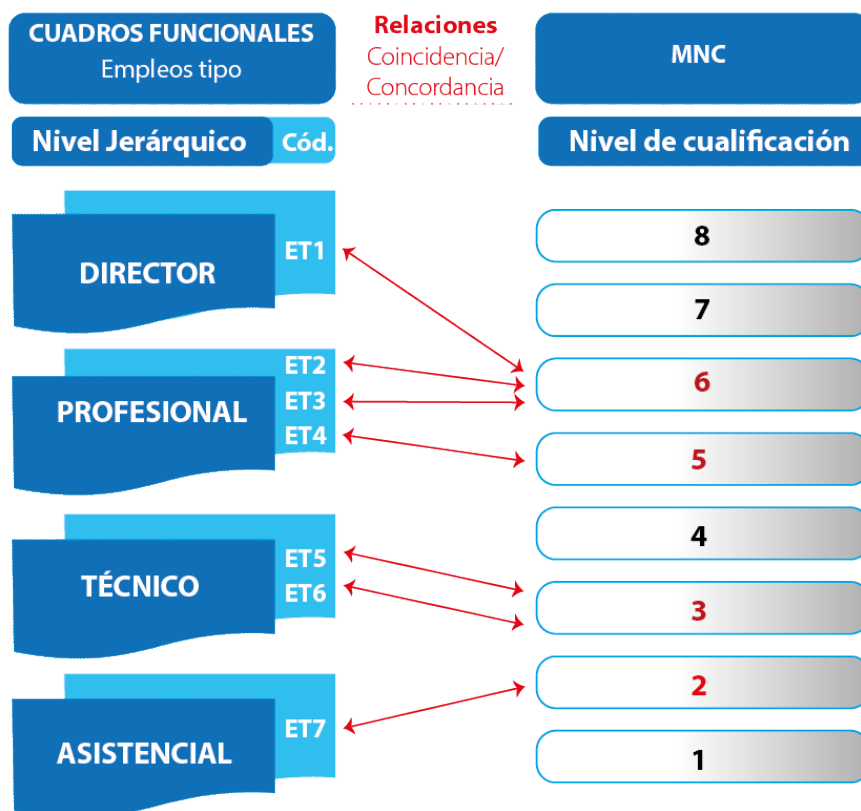 CUADROS FUNCIONALES
Empleos tipo
Relaciones
Coincidencia/
Concordancia
MNC
Nivel Jerárquico
Cód.
Nivel de cualificación
DIRECTOR
ET1
PROFESIONAL
ET2
ET3
ET4
TÉCNICO
ET5
ET6
ASISTENCIAL
ET7
8
7
6
5
4
3
2
1